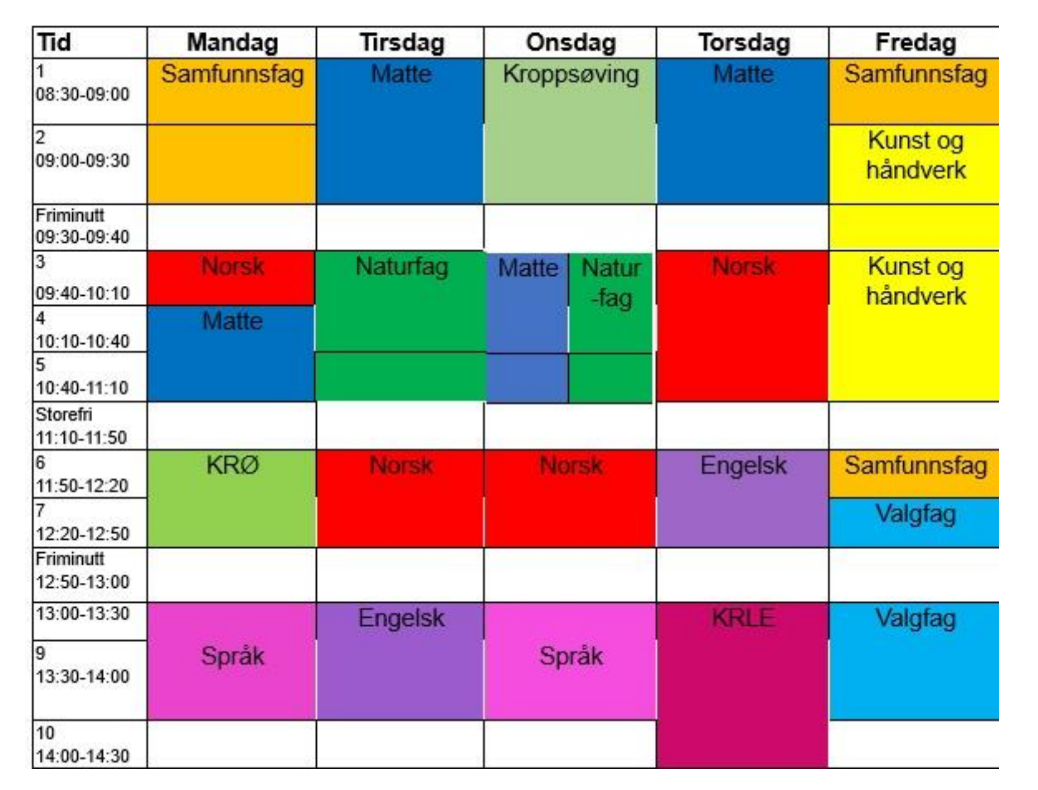 Tid Mandag Tirsdag Onsdag Torsdag Fredag
1 Samfunnsfag Matte Kroppsøving Matte Samfunnsfag
08:30-09:00
2 Kunst og
09:00-09:30 håndverk
Friminutt
09:30-09:40
3 Norsk Naturfag Matte Natur Norsk Kunst og
09:40-10:10 -fag håndverk
4 Matte
10:10-10:40
5
10:40-11:10
Storefri
11:10-11:50
6 KRØ Norsk Norsk Engelsk Samfunnsfag
11:50-12:20
7 Valgfag
12:20-12:50
Friminutt
12:50-13:00
13:00-13:30 Engelsk KRLE Valgfag
9 Språk Språk
13:30-14:00
10
14:00-14:30